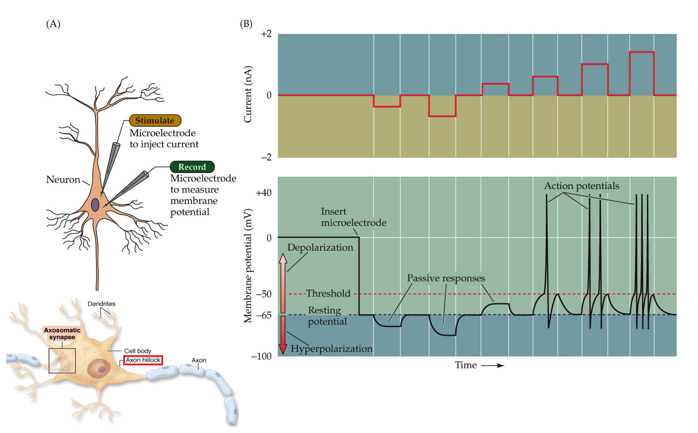 (A)
Stimulate
Microelectrode
to inject current
Record
Microelectrode
to measure
membrane
potential
Neuron
Dendrites
Axosomatic
synapse
Cell body
Axon hillock
Axon
(B)
Current (nA)
+2
0
−2
Membrane potential (mV)
+40
0
−50
−65
−100
Insert
microelectrode
Action potentials
Depolarization
Passive responses
Threshold
Resting
potential
Hyperpolarization
Time